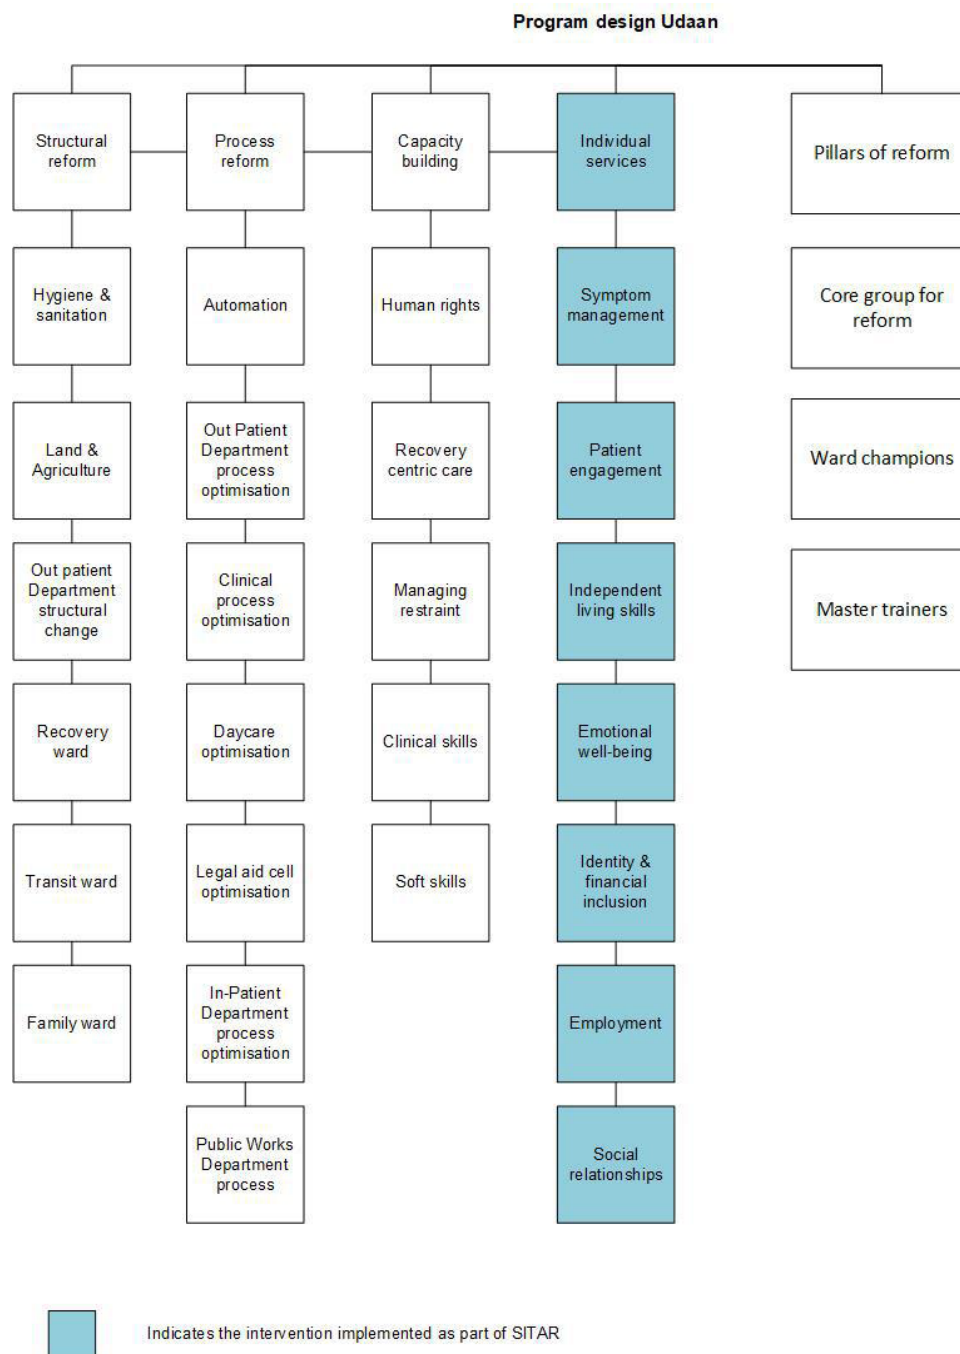 Program design Udaan
Structural
reform
Process
reform
Capacity
building
Individual
services
Pillars of reform
Hygiene &
sanitation
Automation
Human rights
Symptom
management
Core group for
reform
Land &
Agriculture
Out Patient
Department
process
optimisation
Recovery
centric care
Patient
engagement
Ward champions
Out patient
Department
structural
change
Clinical
process
optimisation
Managing
restraint
Independent
living skills
Master trainers
Recovery
ward
Daycare
optimisation
Clinical skills
Emotional
well-being
Transit ward
Legal aid cell
optimisation
Soft skills
Identity &
financial
inclusion
Family ward
In-Patient
Department
process
optimisation
Employment
Public Works
Department
process
Social
relationships
Indicates the intervention implemented as part of SITAR